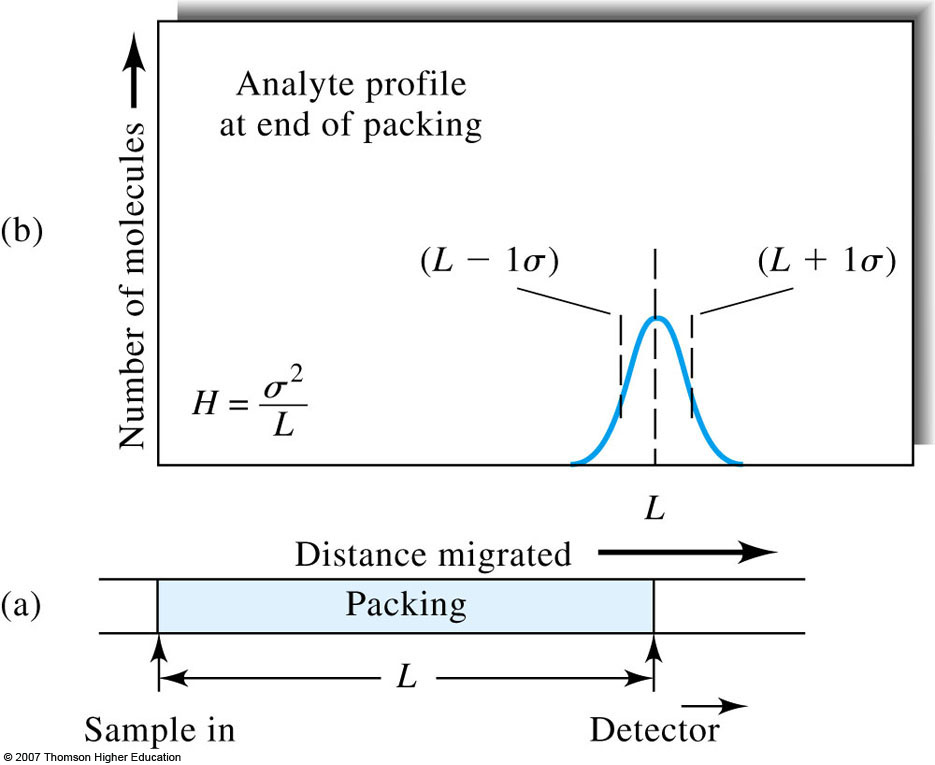 Analyte profile
at end of packing
Number of molecules
(b)
(L − 1σ)
(L + 1σ)
H = σ²/L
L
Distance migrated
(a)
Packing
L
Sample in
Detector
© 2007 Thomson Higher Education